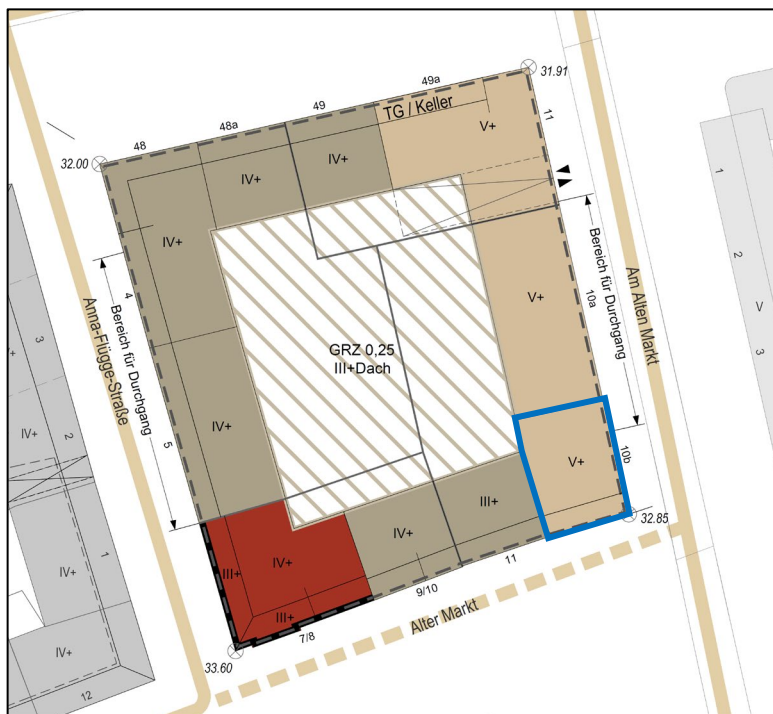 31.91
49a
TG / Keller
49
48a
48
V+
11
32.00
IV+
IV+
IV+
4
Bereich für Durchgang
Anna-Flügge-Straße
5
V+
Bereich für Durchgang
10a
Am Alten Markt
1
2
V
3
GRZ 0,25
III+Dach
IV+
IV+
3
2
IV+
1
IV+
IV+
12
V+
10b
32.85
III+
IV+
11
9/10
Alter Markt
III+
IV+
III+
7/8
33.60